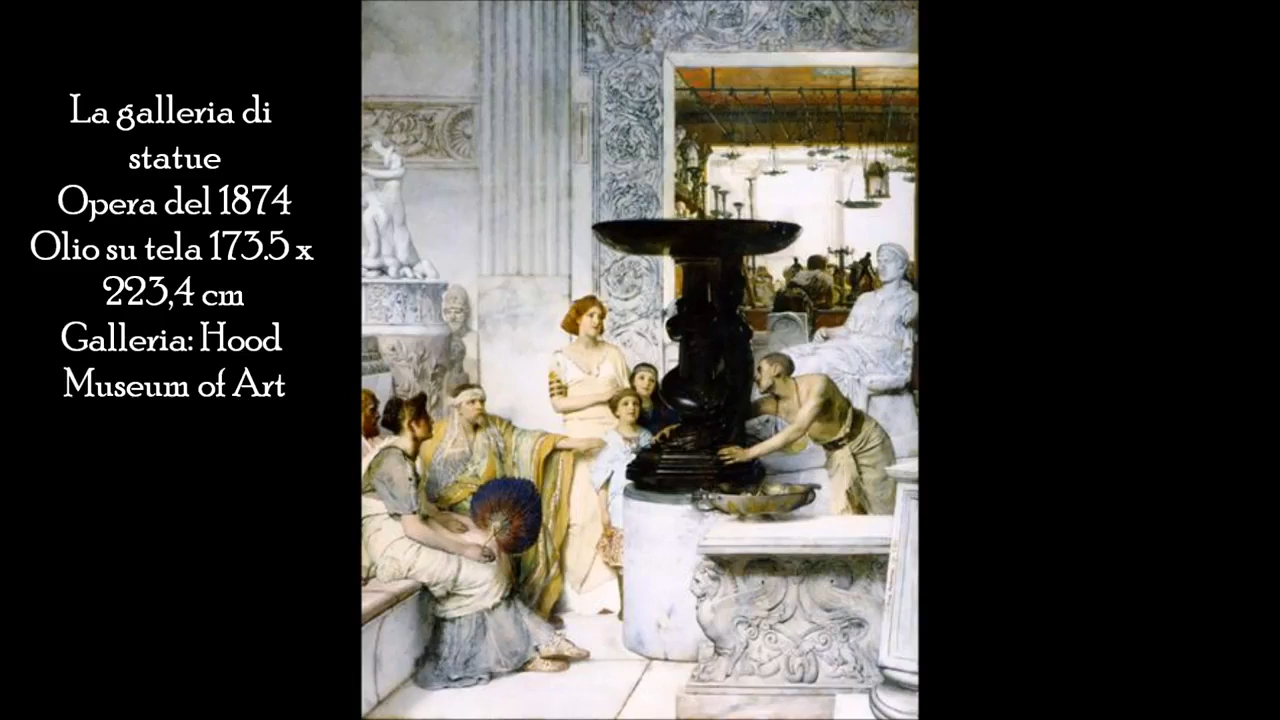 La galleria di
statue
Opera del 1874
Olio su tela 173.5 x
223,4 cm
Galleria: Hood
Museum of Art